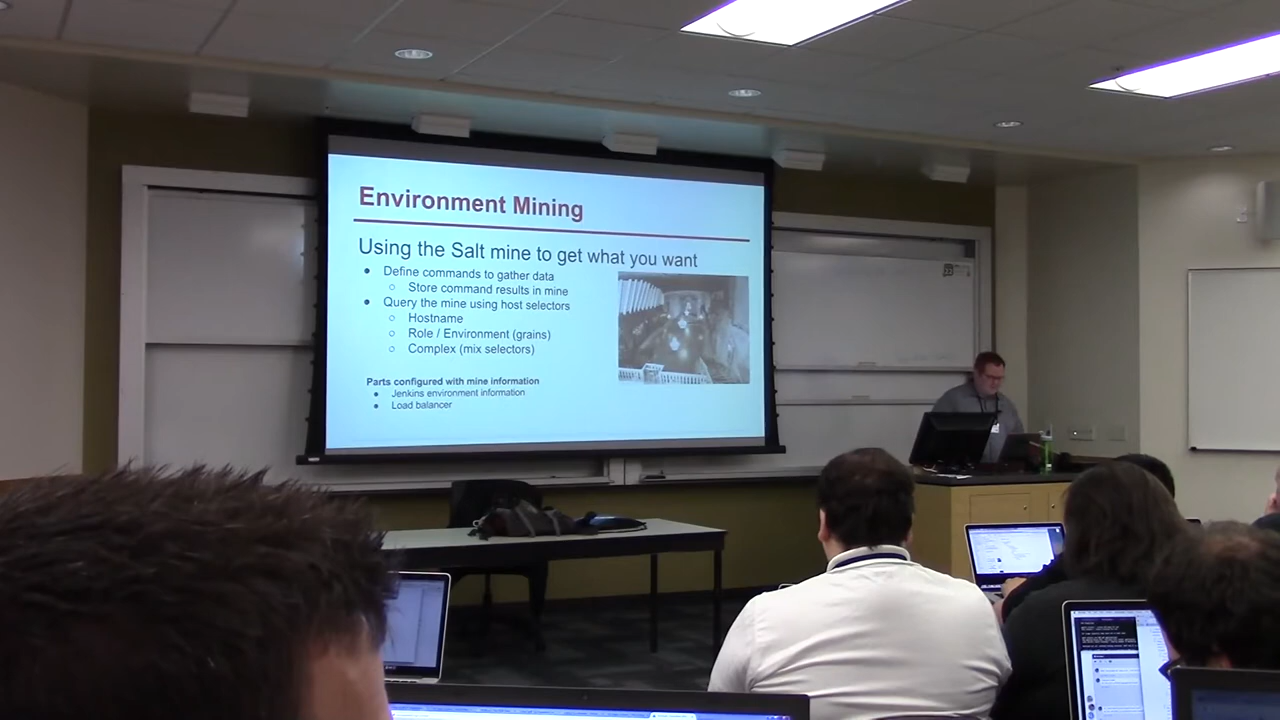 Environment Mining
Using the Salt mine to get what you want
Define commands to gather data
Store command results in mine
Query the mine using host selectors
Hostname
Role / Environment (grains)
Complex (mix selectors)
Parts configured with mine information
Jenkins environment information
Load balancer